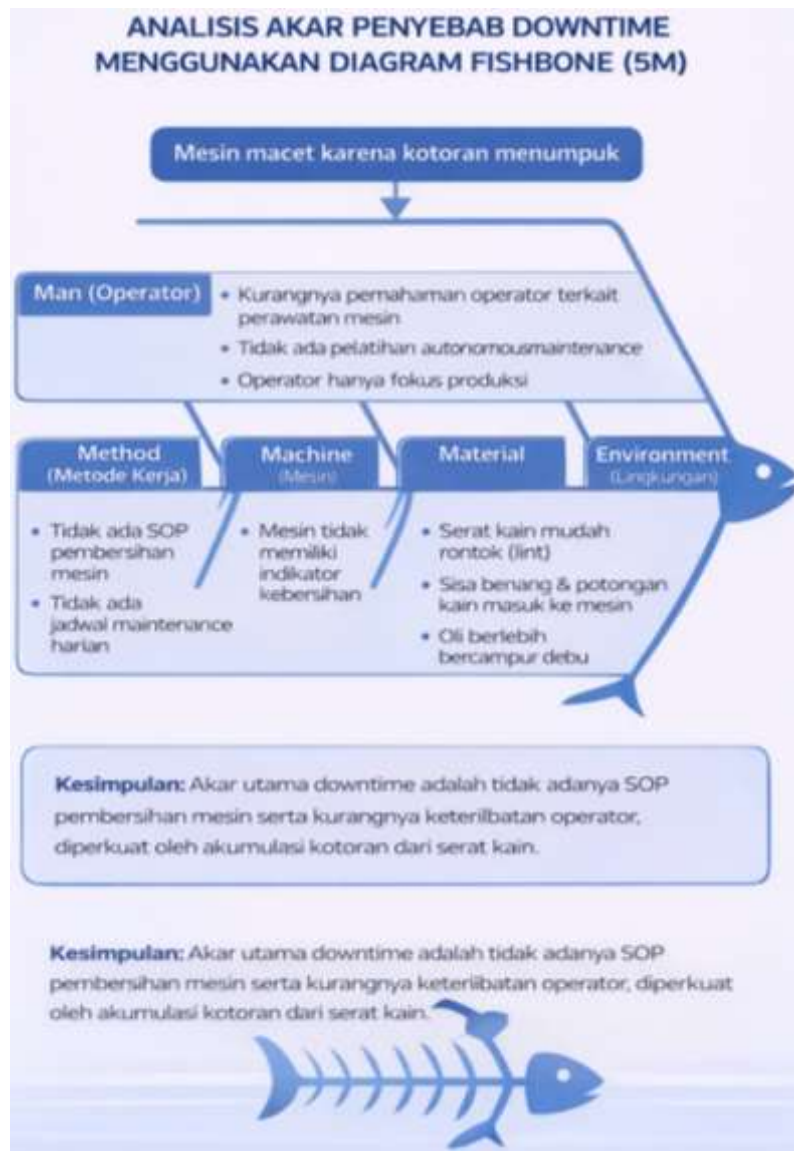 ANALISIS AKAR PENYEBAB DOWNTIME
MENGGUNAKAN DIAGRAM FISHBONE (5M)
Mesin macet karena kotoran menumpuk
Man (Operator)
• Kurangnya pemahaman operator terkait
perawatan mesin
• Tidak ada pelatihan autonomousmaintenance
• Operator hanya fokus produksi
Method
(Metode Kerja)
• Tidak ada SOP
pembersihan
mesin
• Tidak ada
jadwal maintenance
harian
Machine
(Mesin)
• Mesin tidak
memiliki
indikator
kebersihan
Material
• Serat kain mudah
rontok (lint)
• Sisa benang & potongan
kain masuk ke mesin
• Oli berlebih
bercampur debu
Environment
(Lingkungan)
Kesimpulan: Akar utama downtime adalah tidak adanya SOP
pembersihan mesin serta kurangnya keterilbatan operator,
diperkuat oleh akumulasi kotoran dari serat kain.
Kesimpulan: Akar utama downtime adalah tidak adanya SOP
pembersihan mesin serta kurangnya keteriibatan operator, diperkuat
oleh akumulasi kotoran dari serat kain.